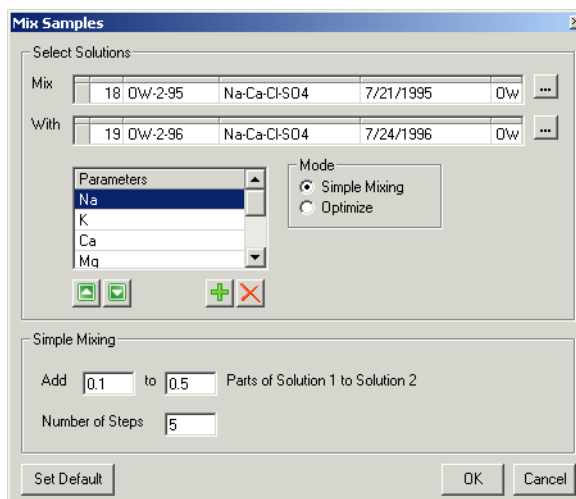 Mix Samples
Select Solutions
Mix 18 OW-2-95 Na-Ca-Cl-SO4 7/21/1995 OW ...
With 19 OW-2-96 Na-Ca-Cl-SO4 7/24/1996 OW ...
Parameters
Na
K
Ca
Mg
Mode
Simple Mixing
Optimize
Simple Mixing
Add 0.1 to 0.5 Parts of Solution 1 to Solution 2
Number of Steps 5
Set Default OK Cancel